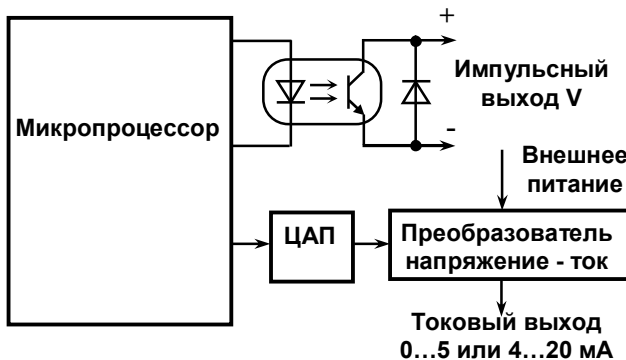 Микропроцессор
+
Импульсный
выход V
-
Внешнее
питание
ЦАП
Преобразователь
напряжение - ток
Токовый выход
0...5 или 4...20 мА